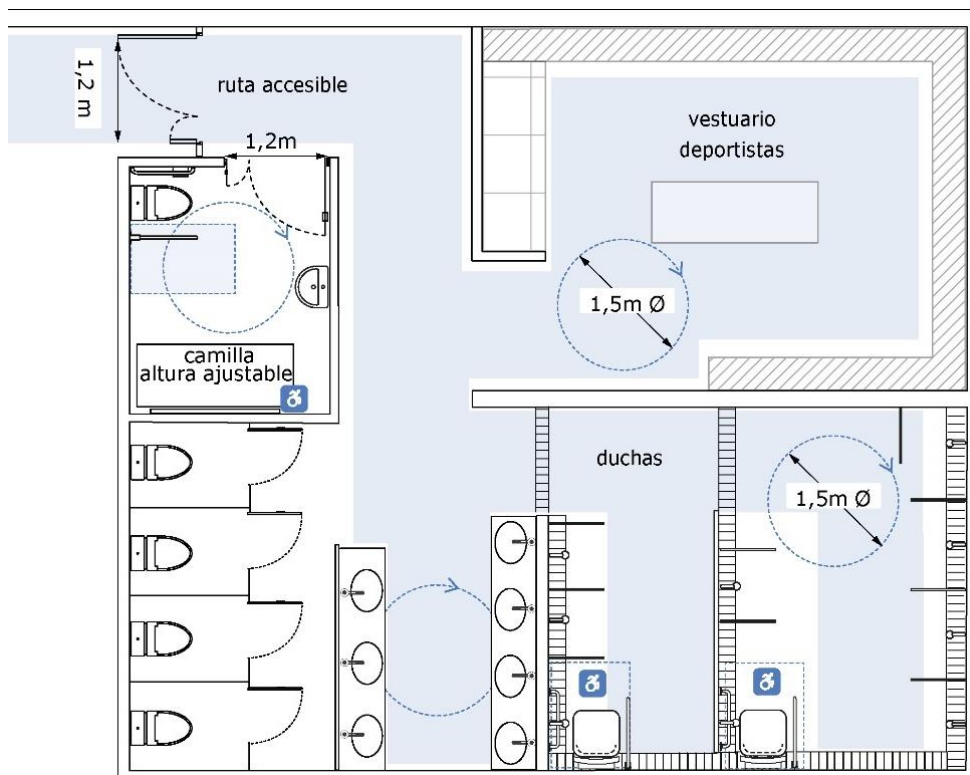 ruta accesible
1,2 m
1,2m
vestuario
deportistas
1,5m Ø
camilla
altura ajustable
duchas
1,5m Ø